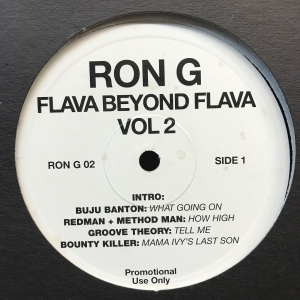 RON G
FLAVA BEYOND FLAVA
VOL 2
RON G 02 SIDE 1
INTRO:
BUJU BANTON: WHAT GOING ON
REDMAN + METHOD MAN: HOW HIGH
GROOVE THEORY: TELL ME
BOUNTY KILLER: MAMA IVY'S LAST SON
Promotional
Use Only